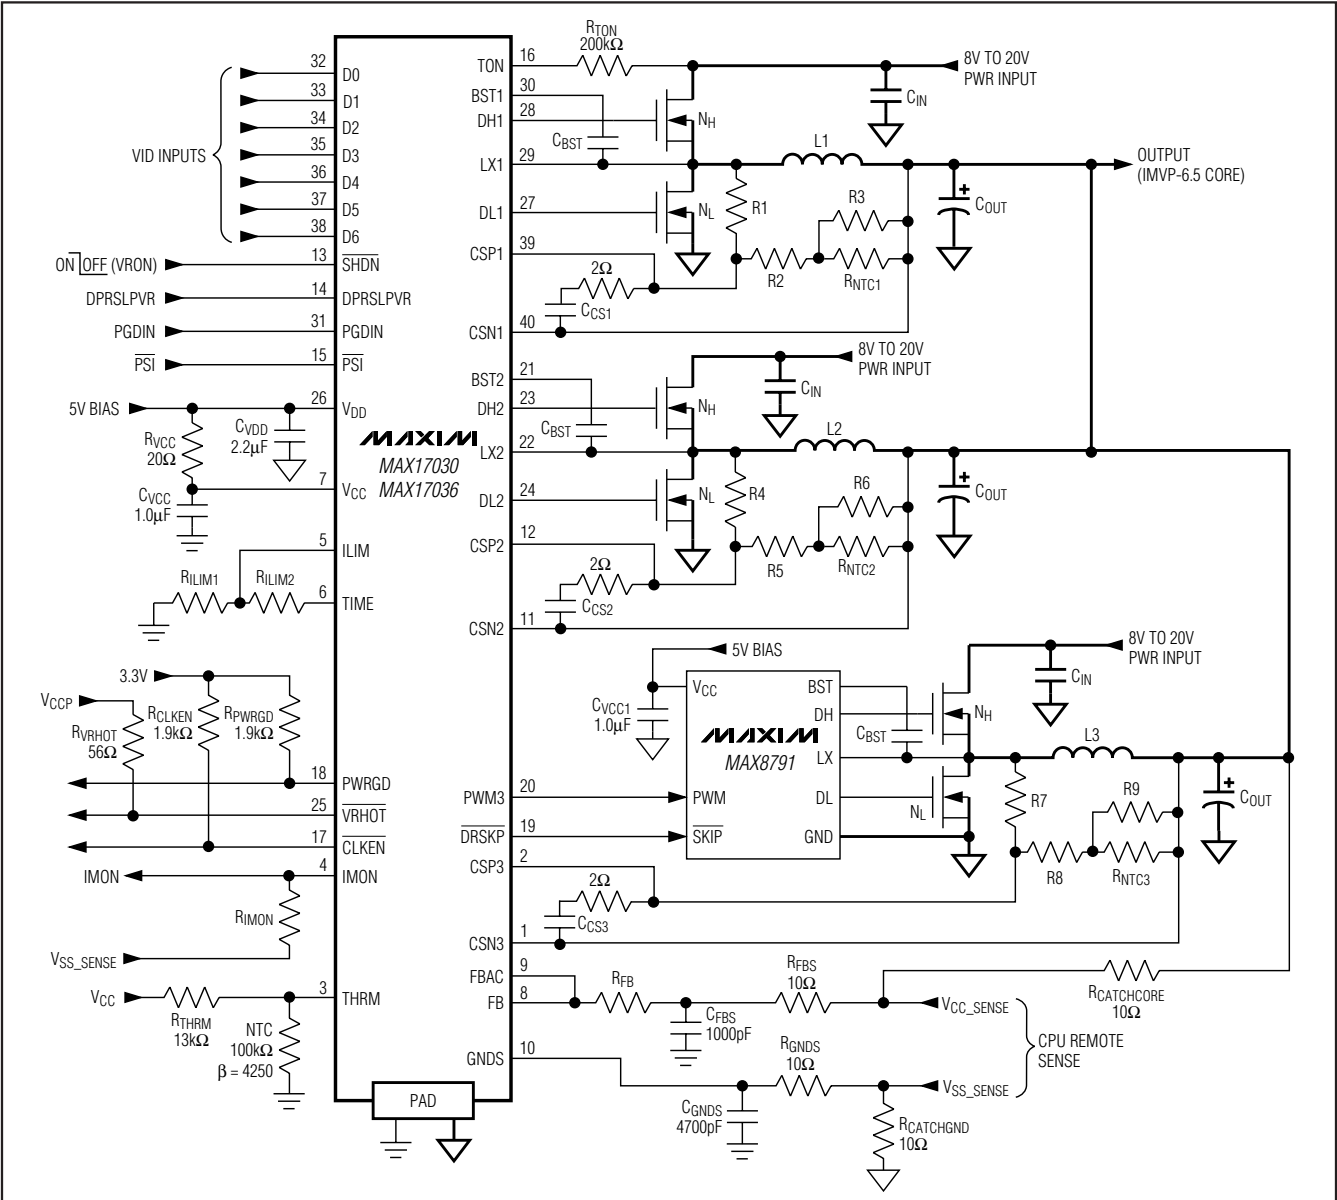 VID INPUTS
32
D0
33
D1
34
D2
35
D3
36
D4
37
D5
38
D6
ON OFF (VRON)
13
SHDN
DPRSLPVR
14
DPRSLPVR
PGDIN
31
PGDIN
PSI
15
PSI
5V BIAS
26
VDD
RVCC
20Ω
CVDD
2.2µF
7
VCC
CVCC
1.0µF
5
ILIM
RILIM1
RILIM2
6
TIME
3.3V
VCCP
RVRHOT
56Ω
RCLKEN
1.9kΩ
RPWRGD
1.9kΩ
18
PWRGD
25
VRHOT
17
CLKEN
IMON
4
IMON
RIMON
VSS_SENSE
VCC
3
THRM
RTHRM
13kΩ
NTC
100kΩ
β = 4250
PAD
MAXIM
MAX17030
MAX17036
TON
16
RTON
200kΩ
8V TO 20V
PWR INPUT
CIN
BST1
30
DH1
28
NH
CBST
LX1
29
L1
OUTPUT
(IMVP-6.5 CORE)
DL1
27
NL
R1
R3
COUT
CSP1
39
R2
RNTC1
2Ω
CCS1
CSN1
40
8V TO 20V
PWR INPUT
CIN
BST2
21
DH2
23
NH
CBST
LX2
22
L2
DL2
24
NL
R4
R6
COUT
CSP2
12
R5
RNTC2
2Ω
CCS2
CSN2
11
5V BIAS
8V TO 20V
PWR INPUT
CIN
CVCC1
1.0µF
VCC
BST
DH
NH
MAXIM
MAX8791
CBST
LX
L3
PWM3
20
PWM
DL
NL
R7
R9
COUT
DRSKP
19
SKIP
GND
CSP3
2
R8
RNTC3
2Ω
CCS3
CSN3
1
FBAC
9
FB
8
RFB
RFBS
10Ω
CFBS
1000pF
RCATCHCORE
10Ω
VCC_SENSE
CPU REMOTE
SENSE
GNDS
10
RGNDS
10Ω
VSS_SENSE
CGNDS
4700pF
RCATCHGND
10Ω